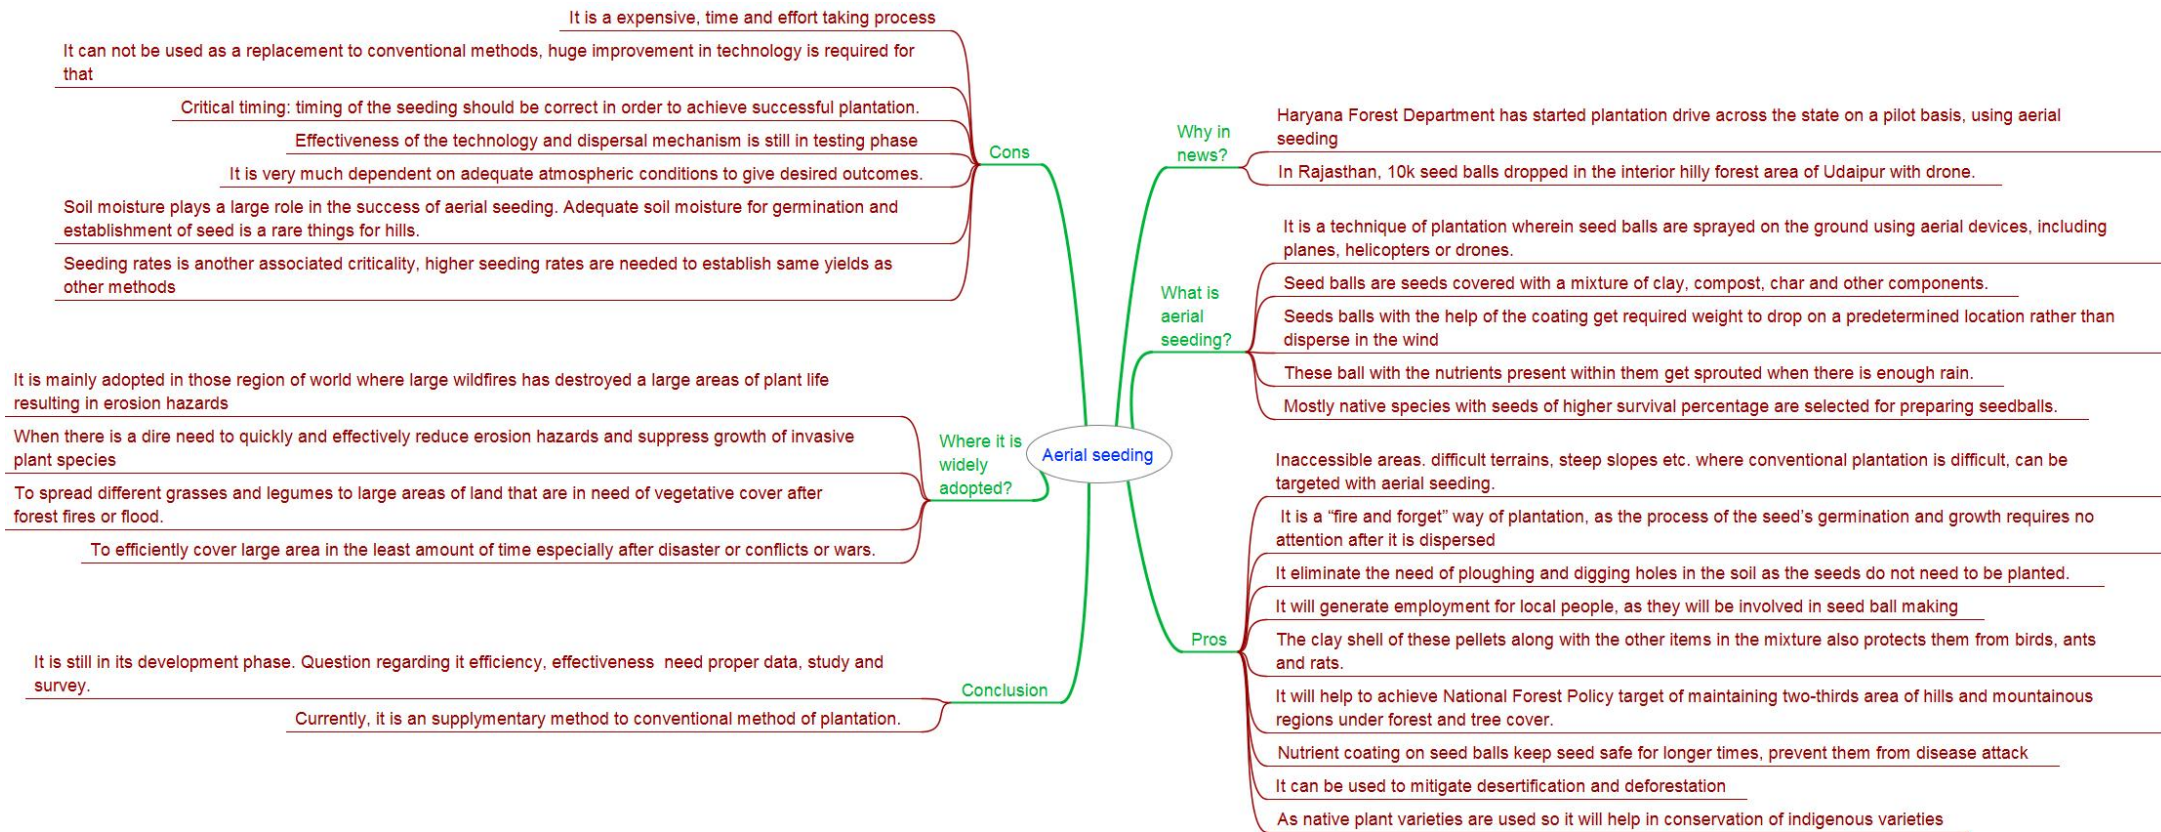 Aerial seeding
Why in
news?
Haryana Forest Department has started plantation drive across the state on a pilot basis, using aerial
seeding
In Rajasthan, 10k seed balls dropped in the interior hilly forest area of Udaipur with drone.
What is
aerial
seeding?
It is a technique of plantation wherein seed balls are sprayed on the ground using aerial devices, including
planes, helicopters or drones.
Seed balls are seeds covered with a mixture of clay, compost, char and other components.
Seeds balls with the help of the coating get required weight to drop on a predetermined location rather than
disperse in the wind
These ball with the nutrients present within them get sprouted when there is enough rain.
Mostly native species with seeds of higher survival percentage are selected for preparing seedballs.
Pros
Inaccessible areas. difficult terrains, steep slopes etc. where conventional plantation is difficult, can be
targeted with aerial seeding.
It is a “fire and forget” way of plantation, as the process of the seed’s germination and growth requires no
attention after it is dispersed
It eliminate the need of ploughing and digging holes in the soil as the seeds do not need to be planted.
It will generate employment for local people, as they will be involved in seed ball making
The clay shell of these pellets along with the other items in the mixture also protects them from birds, ants
and rats.
It will help to achieve National Forest Policy target of maintaining two-thirds area of hills and mountainous
regions under forest and tree cover.
Nutrient coating on seed balls keep seed safe for longer times, prevent them from disease attack
It can be used to mitigate desertification and deforestation
As native plant varieties are used so it will help in conservation of indigenous varieties
Cons
It is a expensive, time and effort taking process
It can not be used as a replacement to conventional methods, huge improvement in technology is required for
that
Critical timing: timing of the seeding should be correct in order to achieve successful plantation.
Effectiveness of the technology and dispersal mechanism is still in testing phase
It is very much dependent on adequate atmospheric conditions to give desired outcomes.
Soil moisture plays a large role in the success of aerial seeding. Adequate soil moisture for germination and
establishment of seed is a rare things for hills.
Seeding rates is another associated criticality, higher seeding rates are needed to establish same yields as
other methods
Where it is
widely
adopted?
It is mainly adopted in those region of world where large wildfires has destroyed a large areas of plant life
resulting in erosion hazards
When there is a dire need to quickly and effectively reduce erosion hazards and suppress growth of invasive
plant species
To spread different grasses and legumes to large areas of land that are in need of vegetative cover after
forest fires or flood.
To efficiently cover large area in the least amount of time especially after disaster or conflicts or wars.
Conclusion
It is still in its development phase. Question regarding it efficiency, effectiveness  need proper data, study and
survey.
Currently, it is an supplymentary method to conventional method of plantation.